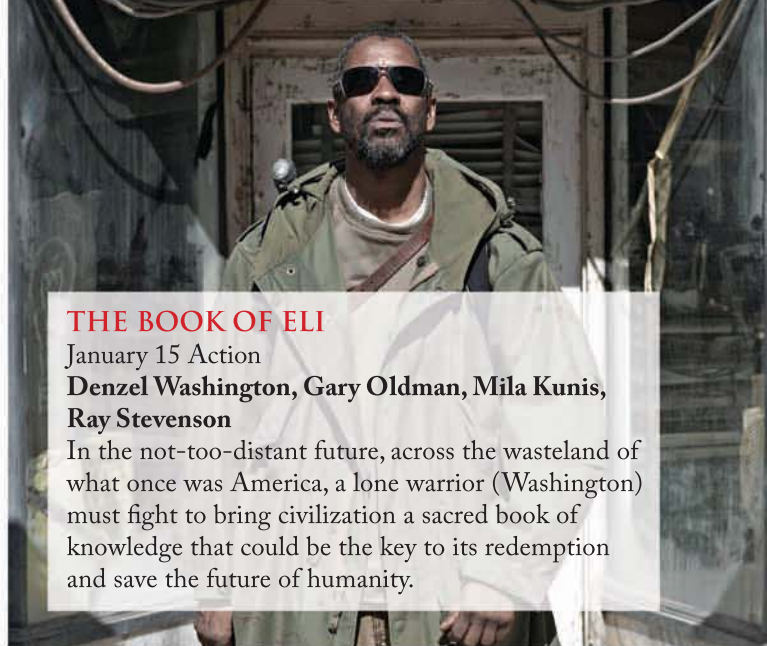 THE BOOK OF ELI
January 15 Action
Denzel Washington, Gary Oldman, Mila Kunis,
Ray Stevenson
In the not-too-distant future, across the wasteland of
what once was America, a lone warrior (Washington)
must fight to bring civilization a sacred book of
knowledge that could be the key to its redemption
and save the future of humanity.